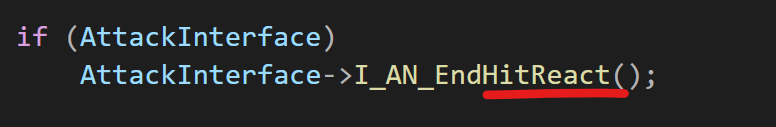 if (AttackInterface)
AttackInterface->I_AN_EndHitReact();